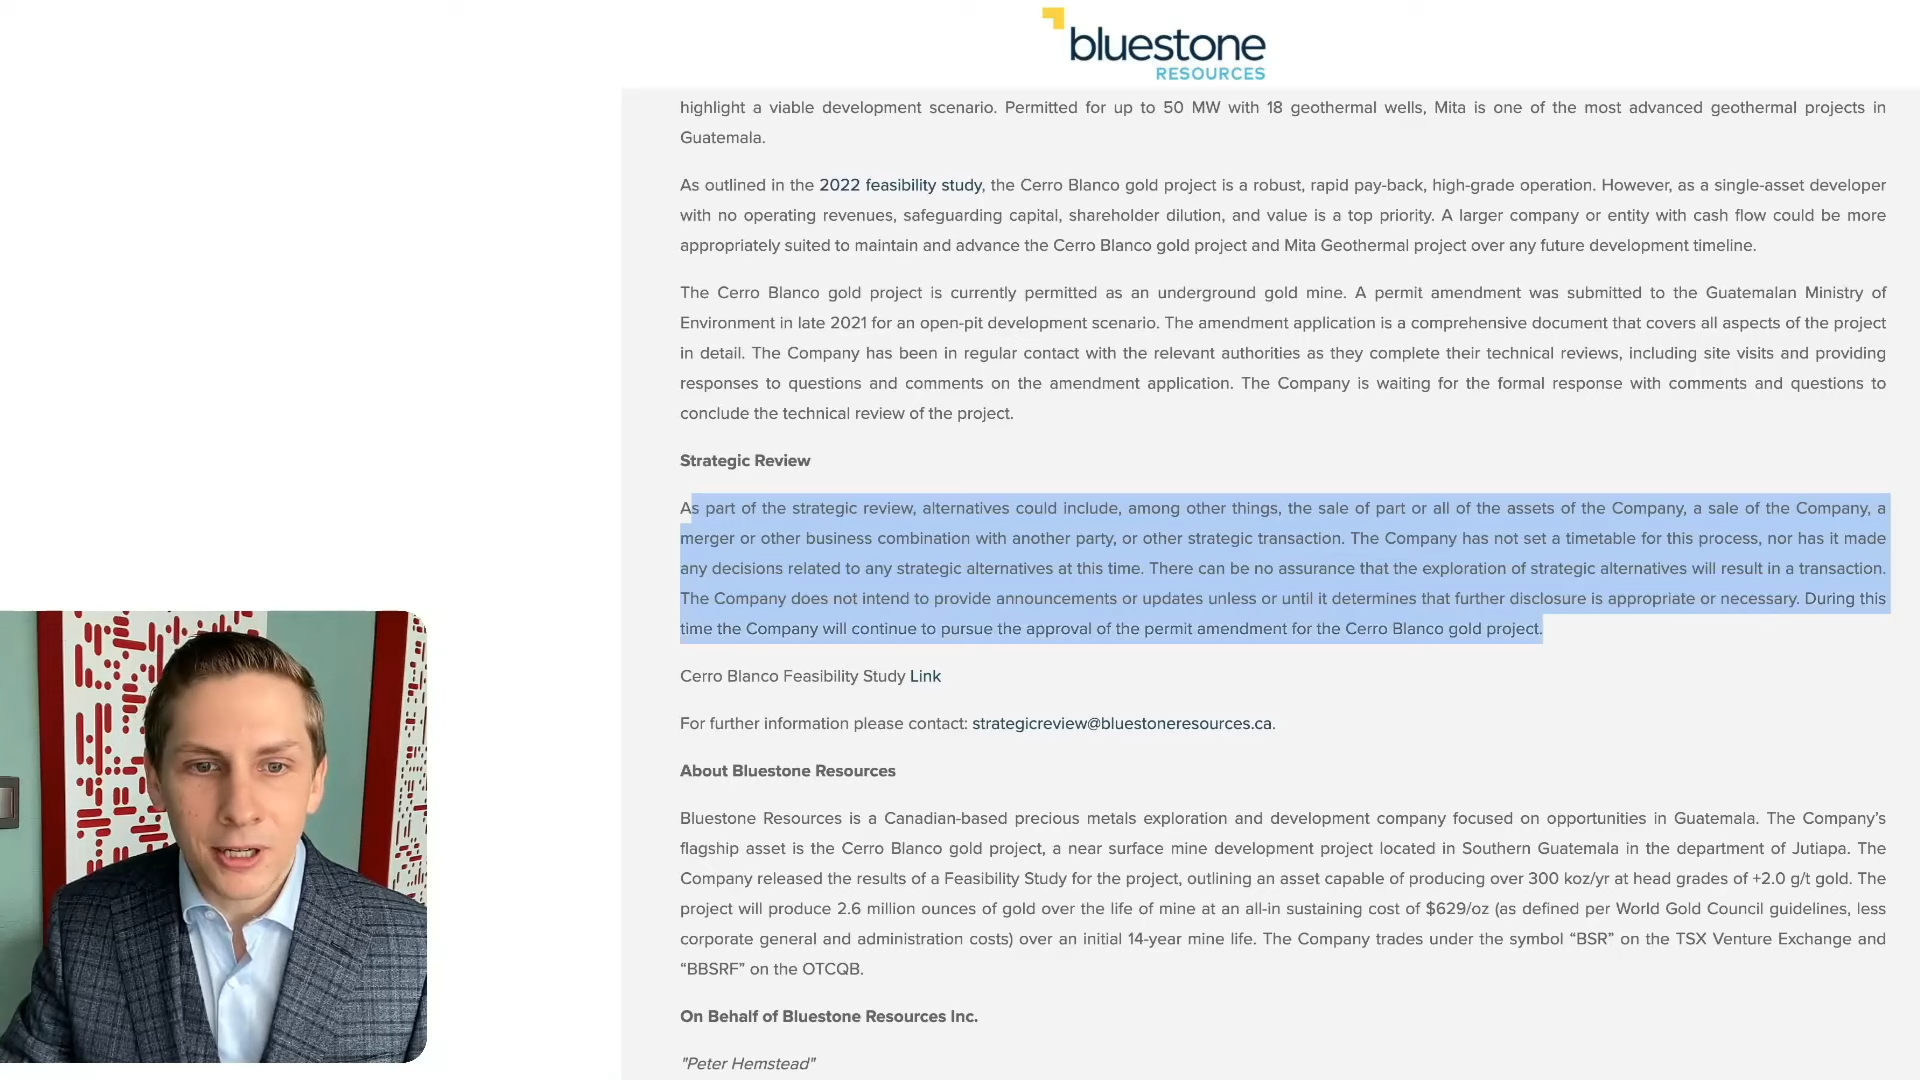 bluestone
RESOURCES
highlight a viable development scenario. Permitted for up to 50 MW with 18 geothermal wells, Mita is one of the most advanced geothermal projects in
Guatemala.
As outlined in the 2022 feasibility study, the Cerro Blanco gold project is a robust, rapid pay-back, high-grade operation. However, as a single-asset developer
with no operating revenues, safeguarding capital, shareholder dilution, and value is a top priority. A larger company or entity with cash flow could be more
appropriately suited to maintain and advance the Cerro Blanco gold project and Mita Geothermal project over any future development timeline.
The Cerro Blanco gold project is currently permitted as an underground gold mine. A permit amendment was submitted to the Guatemalan Ministry of
Environment in late 2021 for an open-pit development scenario. The amendment application is a comprehensive document that covers all aspects of the project
in detail. The Company has been in regular contact with the relevant authorities as they complete their technical reviews, including site visits and providing
responses to questions and comments on the amendment application. The Company is waiting for the formal response with comments and questions to
conclude the technical review of the project.
Strategic Review
As part of the strategic review, alternatives could include, among other things, the sale of part or all of the assets of the Company, a sale of the Company, a
merger or other business combination with another party, or other strategic transaction. The Company has not set a timetable for this process, nor has it made
any decisions related to any strategic alternatives at this time. There can be no assurance that the exploration of strategic alternatives will result in a transaction.
The Company does not intend to provide announcements or updates unless or until it determines that further disclosure is appropriate or necessary. During this
time the Company will continue to pursue the approval of the permit amendment for the Cerro Blanco gold project.
Cerro Blanco Feasibility Study Link
For further information please contact: strategicreview@bluestoneresources.ca.
About Bluestone Resources
Bluestone Resources is a Canadian-based precious metals exploration and development company focused on opportunities in Guatemala. The Company’s
flagship asset is the Cerro Blanco gold project, a near surface mine development project located in Southern Guatemala in the department of Jutiapa. The
Company released the results of a Feasibility Study for the project, outlining an asset capable of producing over 300 koz/yr at head grades of +2.0 g/t gold. The
project will produce 2.6 million ounces of gold over the life of mine at an all-in sustaining cost of $629/oz (as defined per World Gold Council guidelines, less
corporate general and administration costs) over an initial 14-year mine life. The Company trades under the symbol “BSR” on the TSX Venture Exchange and
“BBSRF” on the OTCQB.
On Behalf of Bluestone Resources Inc.
"Peter Hemstead"